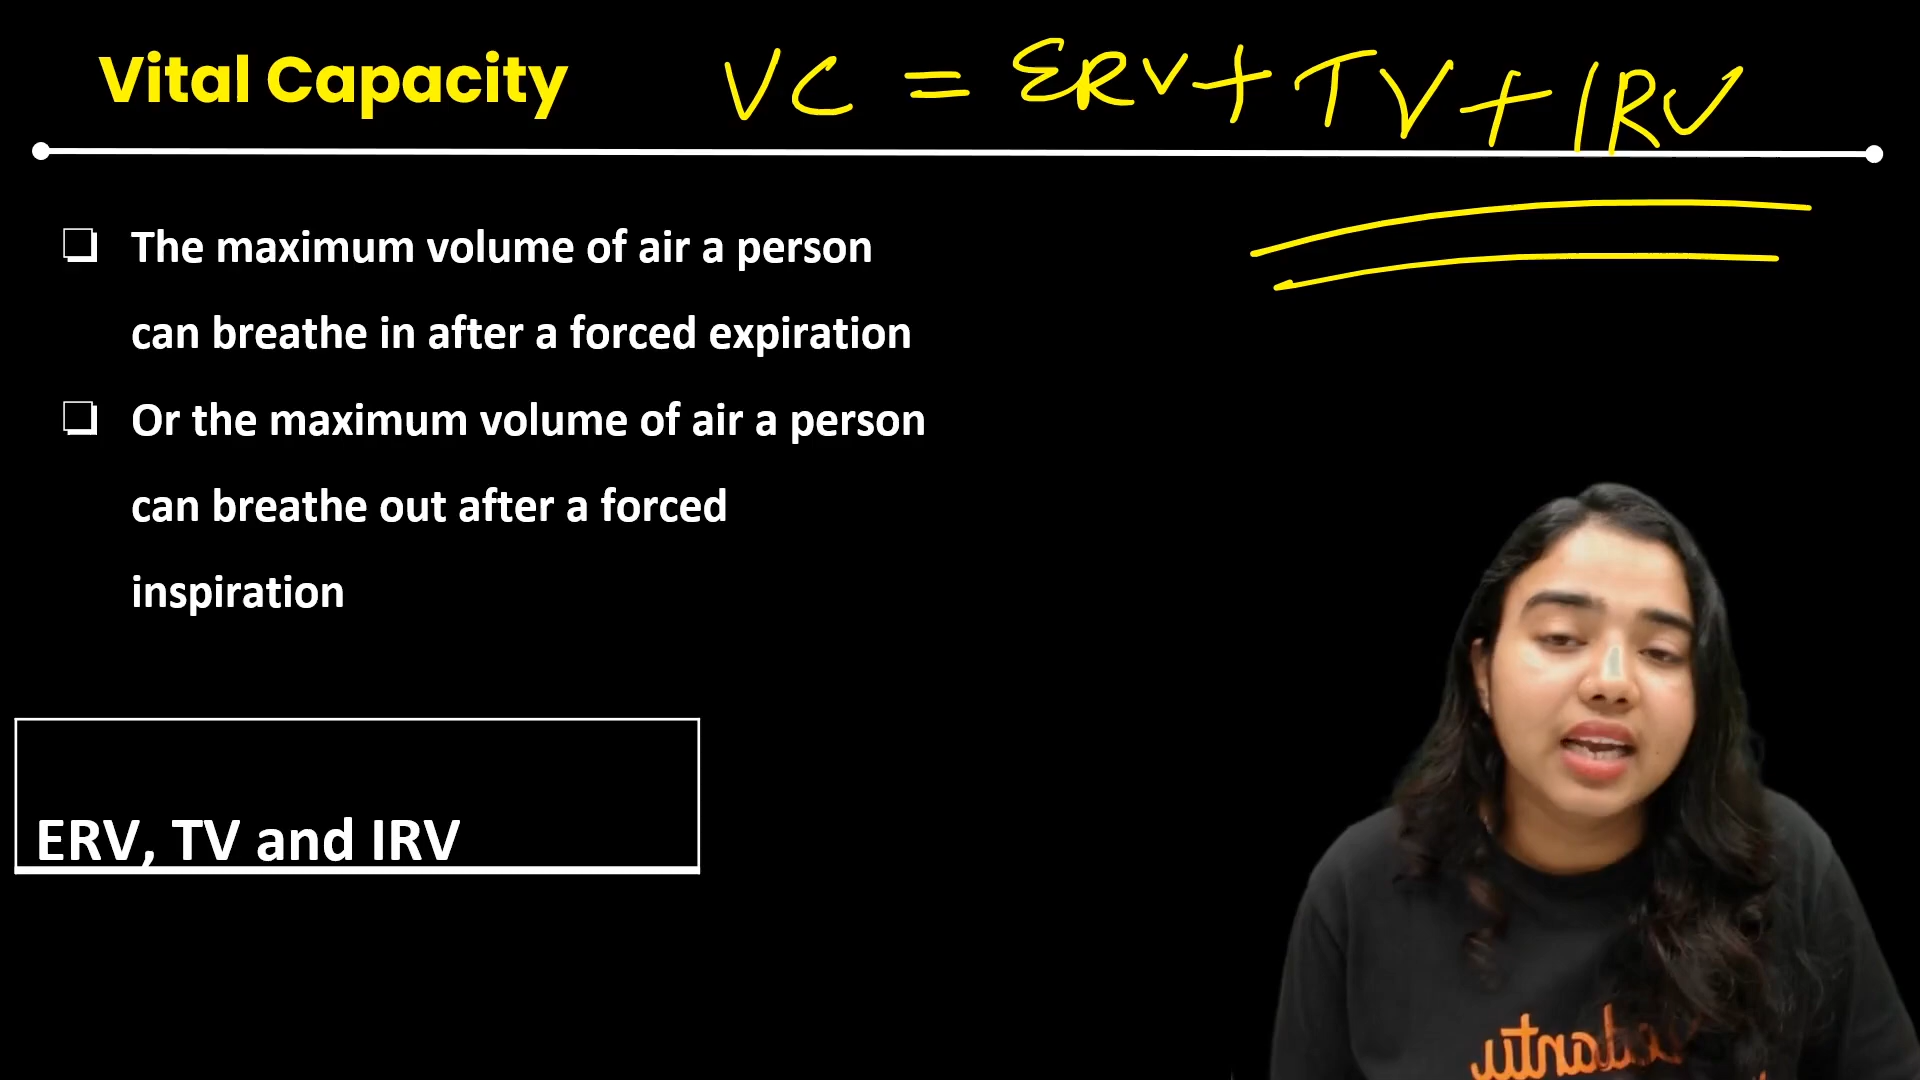 Vital Capacity VC = ERV + TV + IRV
❏ The maximum volume of air a person
can breathe in after a forced expiration
❏ Or the maximum volume of air a person
can breathe out after a forced
inspiration
ERV, TV and IRV